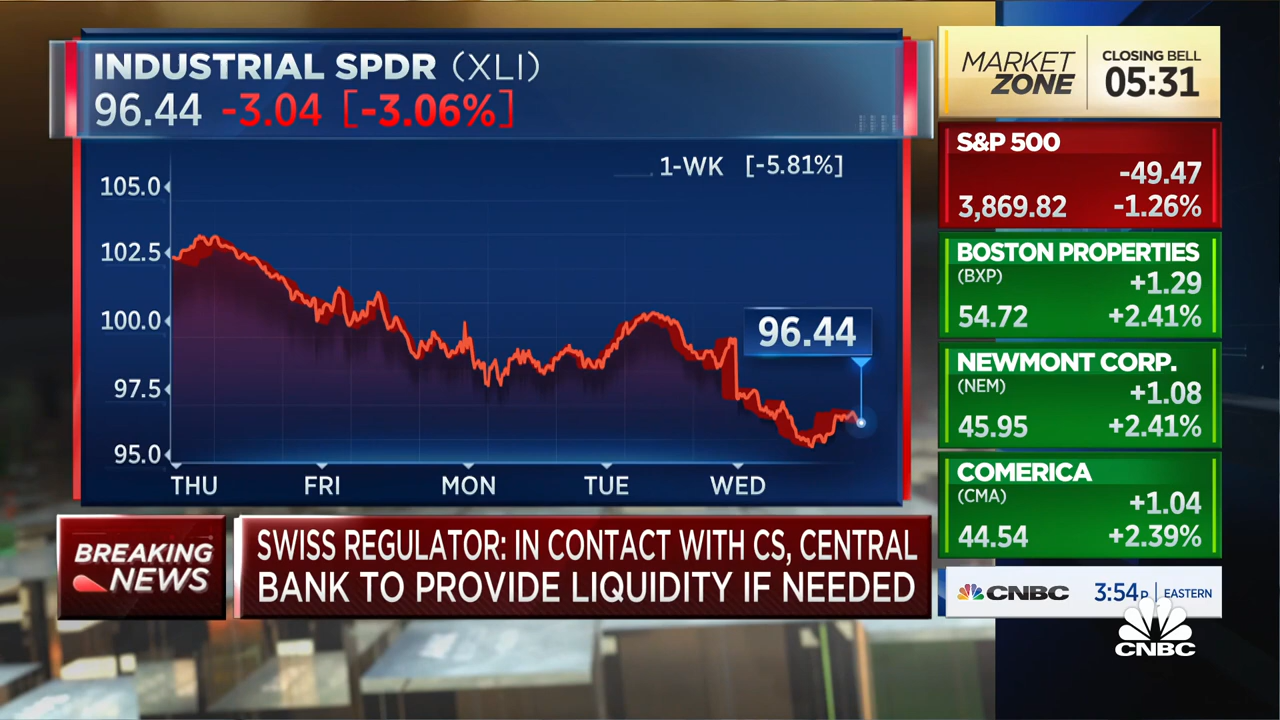 INDUSTRIAL SPDR (XLI)
96.44 -3.04 [-3.06%]
1-WK [-5.81%]
105.0
102.5
100.0
97.5
95.0
96.44
THU FRI MON TUE WED
BREAKING
NEWS
SWISS REGULATOR: IN CONTACT WITH CS, CENTRAL
BANK TO PROVIDE LIQUIDITY IF NEEDED
MARKET
ZONE
CLOSING BELL
05:31
S&P 500
-49.47
3,869.82 -1.26%
BOSTON PROPERTIES
(BXP) +1.29
54.72 +2.41%
NEWMONT CORP.
(NEM) +1.08
45.95 +2.41%
COMERICA
(CMA) +1.04
44.54 +2.39%
CNBC 3:54P EASTERN
CNBC